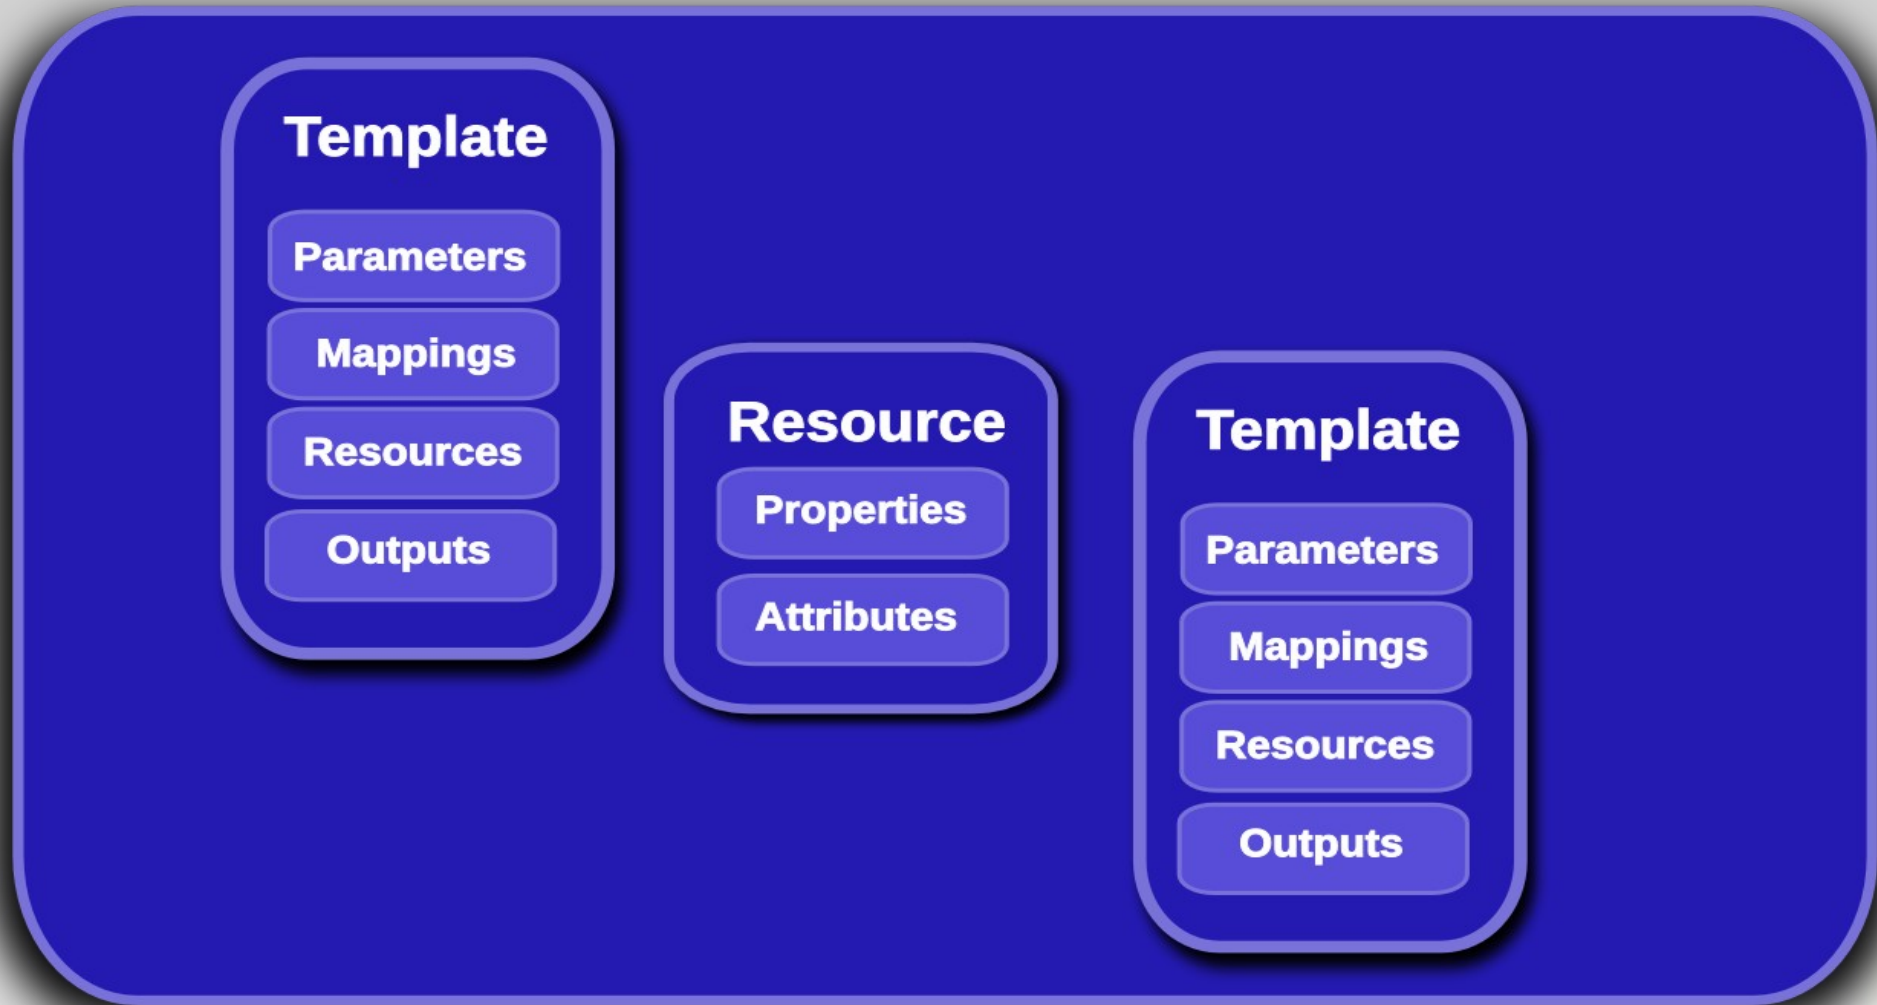 Template
Parameters
Mappings
Resources
Outputs
Resource
Properties
Attributes
Template
Parameters
Mappings
Resources
Outputs